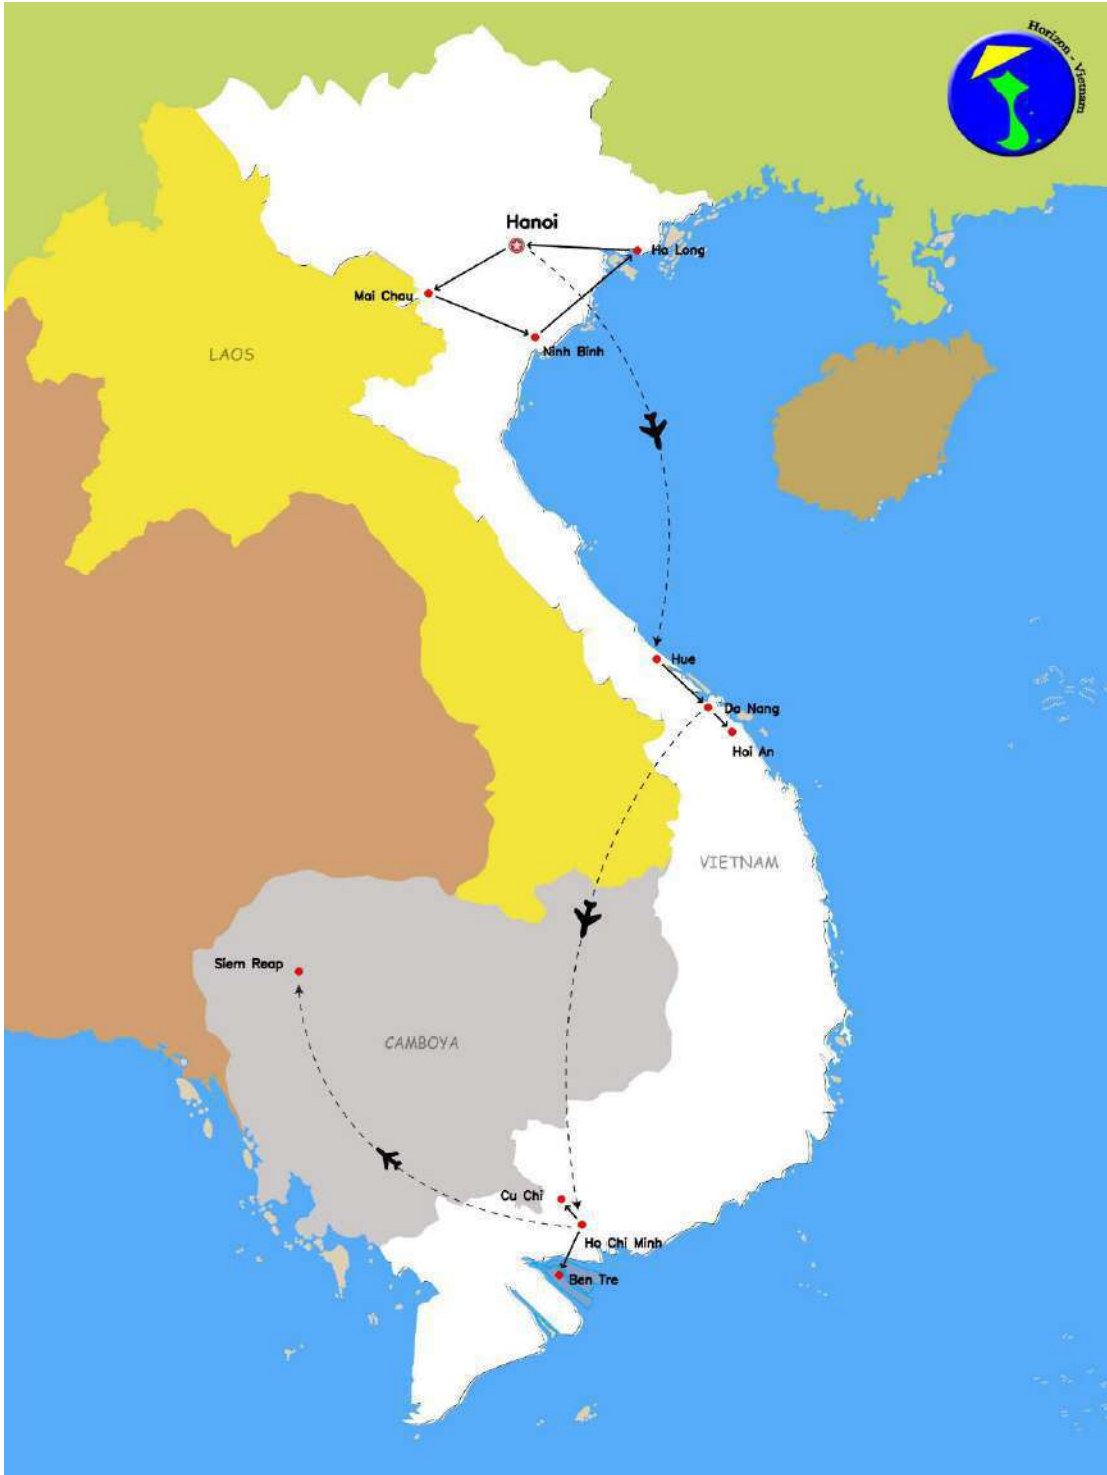 Horizon - Vietnam
Hanoi
Ha Long
Mai Chau
Ninh Binh
LAOS
Hue
Da Nang
Hoi An
VIETNAM
Siem Reap
CAMBOYA
Cu Chi
Ho Chi Minh
Ben Tre